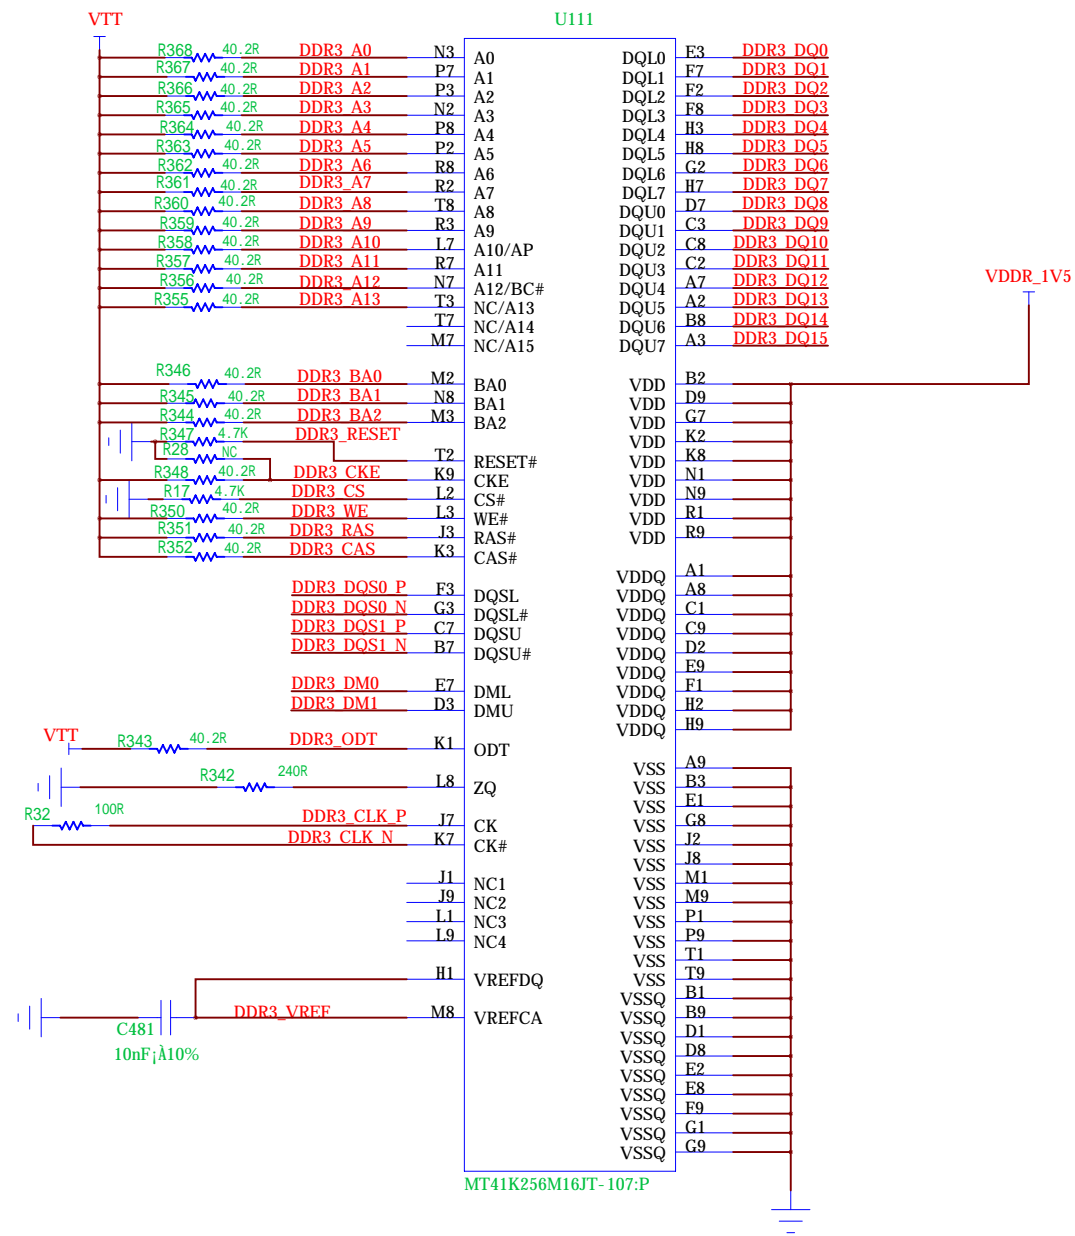 VTT
U111
R368 40.2R DDR3_A0 N3 A0 DQL0 E3 DDR3_DQ0
R367 40.2R DDR3_A1 P7 A1 DQL1 F7 DDR3_DQ1
R366 40.2R DDR3_A2 P3 A2 DQL2 F2 DDR3_DQ2
R365 40.2R DDR3_A3 N2 A3 DQL3 F8 DDR3_DQ3
R364 40.2R DDR3_A4 P8 A4 DQL4 H3 DDR3_DQ4
R363 40.2R DDR3_A5 P2 A5 DQL5 H8 DDR3_DQ5
R362 40.2R DDR3_A6 R8 A6 DQL6 G2 DDR3_DQ6
R361 40.2R DDR3_A7 R2 A7 DQL7 H7 DDR3_DQ7
R360 40.2R DDR3_A8 T8 A8 DQU0 D7 DDR3_DQ8
R359 40.2R DDR3_A9 R3 A9 DQU1 C3 DDR3_DQ9
R358 40.2R DDR3_A10 L7 A10/AP DQU2 C8 DDR3_DQ10
R357 40.2R DDR3_A11 R7 A11 DQU3 C2 DDR3_DQ11
R356 40.2R DDR3_A12 N7 A12/BC# DQU4 A7 DDR3_DQ12
R355 40.2R DDR3_A13 T3 NC/A13 DQU5 A2 DDR3_DQ13
T7 NC/A14 DQU6 B8 DDR3_DQ14
M7 NC/A15 DQU7 A3 DDR3_DQ15
VDDR_1V5
R346 40.2R DDR3_BA0 M2 BA0 VDD B2
R345 40.2R DDR3_BA1 N8 BA1 VDD D9
R344 40.2R DDR3_BA2 M3 BA2 VDD G7
R347 4.7K DDR3_RESET VDD K2
R28 NC T2 RESET# VDD K8
R348 40.2R DDR3_CKE K9 CKE VDD N1
R17 4.7K DDR3_CS L2 CS# VDD N9
R350 40.2R DDR3_WE L3 WE# VDD R1
R351 40.2R DDR3_RAS J3 RAS# VDD R9
R352 40.2R DDR3_CAS K3 CAS#
VDDQ A1
DDR3_DQS0_P F3 DQSL VDDQ A8
DDR3_DQS0_N G3 DQSL# VDDQ C1
DDR3_DQS1_P C7 DQSU VDDQ C9
DDR3_DQS1_N B7 DQSU# VDDQ D2
VDDQ E9
DDR3_DM0 E7 DML VDDQ F1
DDR3_DM1 D3 DMU VDDQ H2
VDDQ H9
VTT R343 40.2R DDR3_ODT K1 ODT
VSS A9
R342 240R L8 ZQ VSS B3
VSS E1
R32 100R DDR3_CLK_P J7 CK VSS G8
DDR3_CLK_N K7 CK# VSS J2
VSS J8
J1 NC1 VSS M1
J9 NC2 VSS M9
L1 NC3 VSS P1
L9 NC4 VSS P9
VSS T1
H1 VREFDQ VSS T9
VSSQ B1
DDR3_VREF M8 VREFCA VSSQ B9
C481 VSSQ D1
10nF¡À10% VSSQ D8
VSSQ E2
VSSQ E8
VSSQ F9
VSSQ G1
VSSQ G9
MT41K256M16JT-107:P